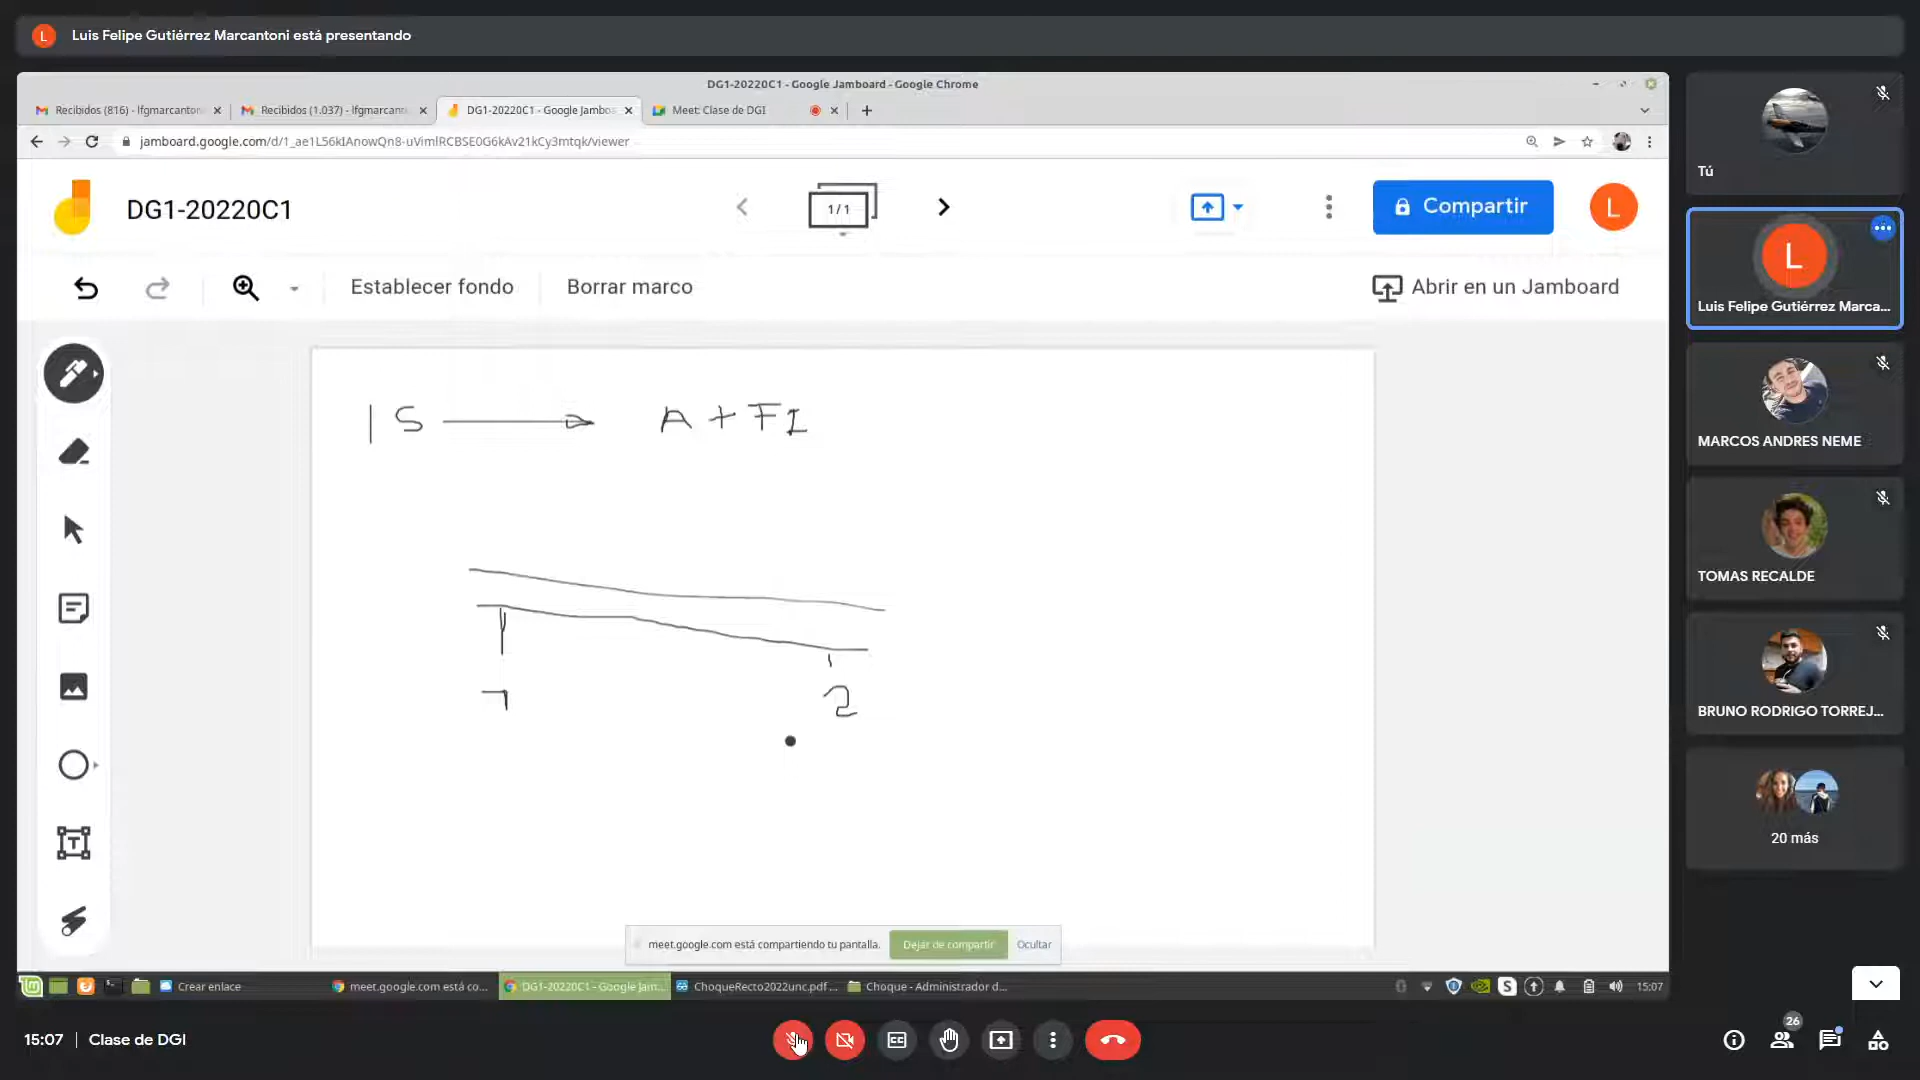 Luis Felipe Gutiérrez Marcantoni está presentando
DG1-20220C1 - Google Jamboard - Google Chrome
Recibidos (816) - lfgmarcanton
Recibidos (1.037) - lfgmarcant
DG1-20220C1 - Google Jambo
Meet: Clase de DGI
jamboard.google.com/d/1_ae1L56kIAnowQn8-uVimlRCBSE0G6kAv21kCy3mtqk/viewer
DG1-20220C1
1/1
Compartir
L
Establecer fondo
Borrar marco
Abrir en un Jamboard
1 S → A + FI
1
2
meet.google.com está compartiendo tu pantalla.
Dejar de compartir
Ocultar
Crear enlace
meet.google.com está co...
DG1-20220C1 - Google Jam...
ChoqueRecto2022unc.pdf...
Choque - Administrador d...
15:07
Tú
L
Luis Felipe Gutiérrez Marca...
MARCOS ANDRES NEME
TOMAS RECALDE
BRUNO RODRIGO TORREJ...
20 más
15:07
Clase de DGI
26